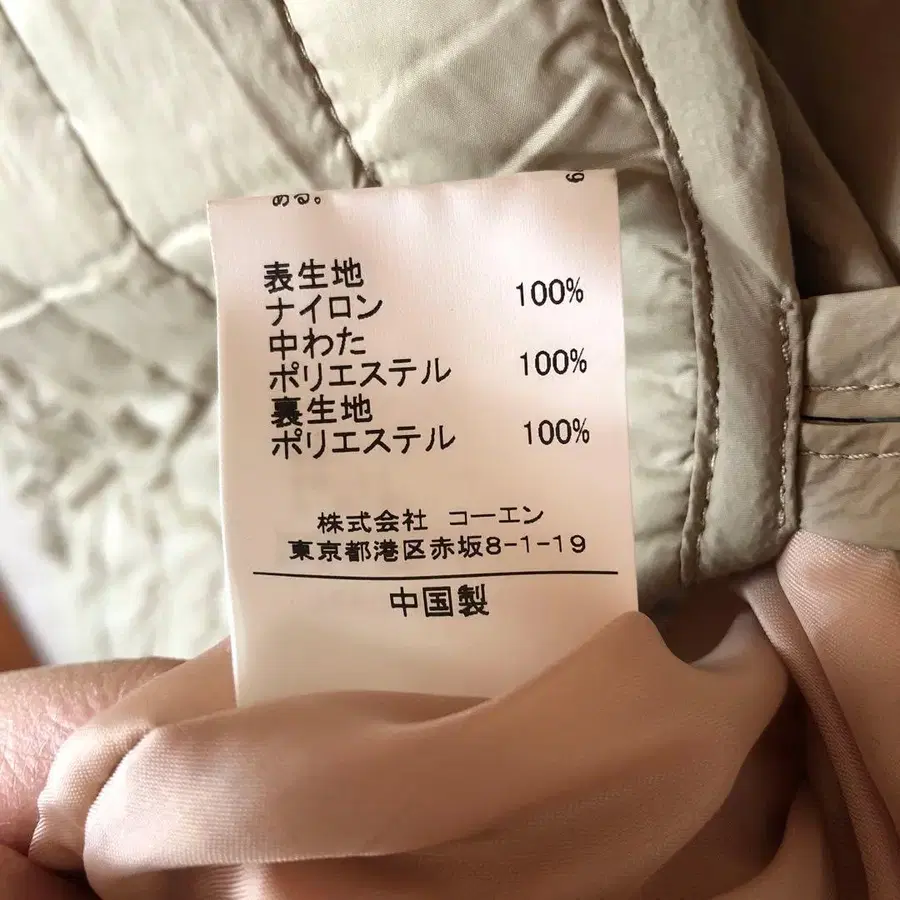 める。
表生地
ナイロン 100%
中わた
ポリエステル 100%
裏生地
ポリエステル 100%
株式会社 コーエン
東京都港区赤坂8-1-19
中国製